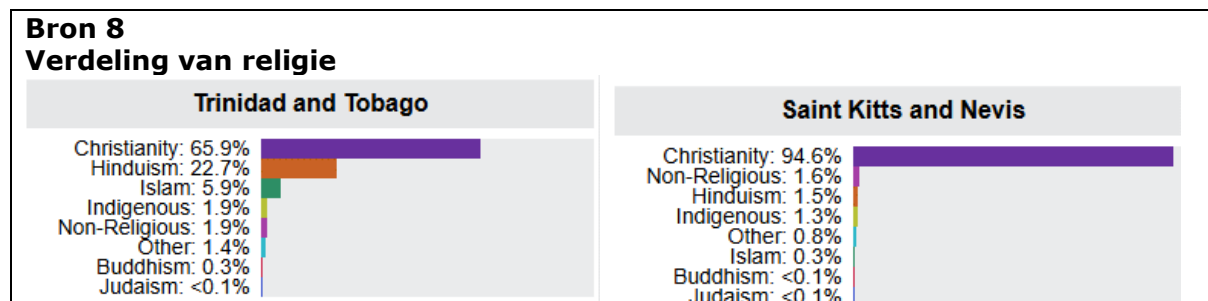 Bron 8
Verdeling van religie
Trinidad and Tobago
Christianity: 65.9%
Hinduism: 22.7%
Islam: 5.9%
Indigenous: 1.9%
Non-Religious: 1.9%
Other: 1.4%
Buddhism: 0.3%
Judaism: <0.1%
Saint Kitts and Nevis
Christianity: 94.6%
Non-Religious: 1.6%
Hinduism: 1.5%
Indigenous: 1.3%
Other: 0.8%
Islam: 0.3%
Buddhism: <0.1%
Judaism: <0.1%